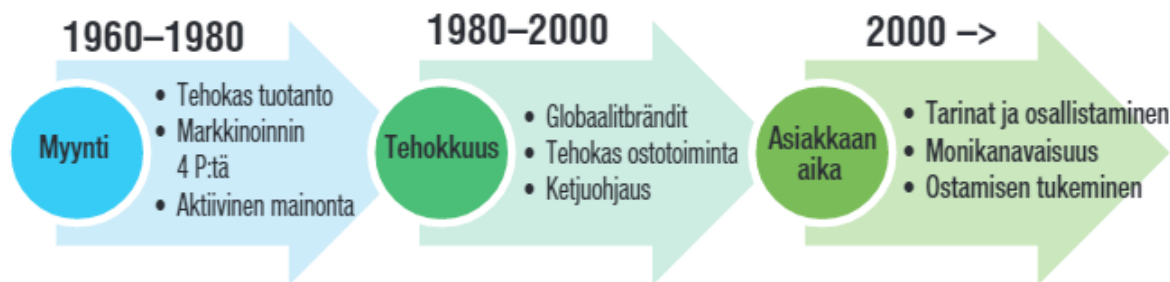 1960–1980
Myynti
• Tehokas tuotanto
• Markkinoinnin
4 P:tä
• Aktiivinen mainonta
1980–2000
Tehokkuus
• Globaalitbrändit
• Tehokas ostotoiminta
• Ketjuohjaus
2000 –>
Asiakkaan
aika
• Tarinat ja osallistaminen
• Monikanavaisuus
• Ostamisen tukeminen